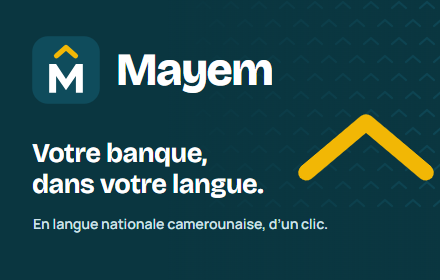 M
Mayem
Votre banque,
dans votre langue.
En langue nationale camerounaise, d'un clic.